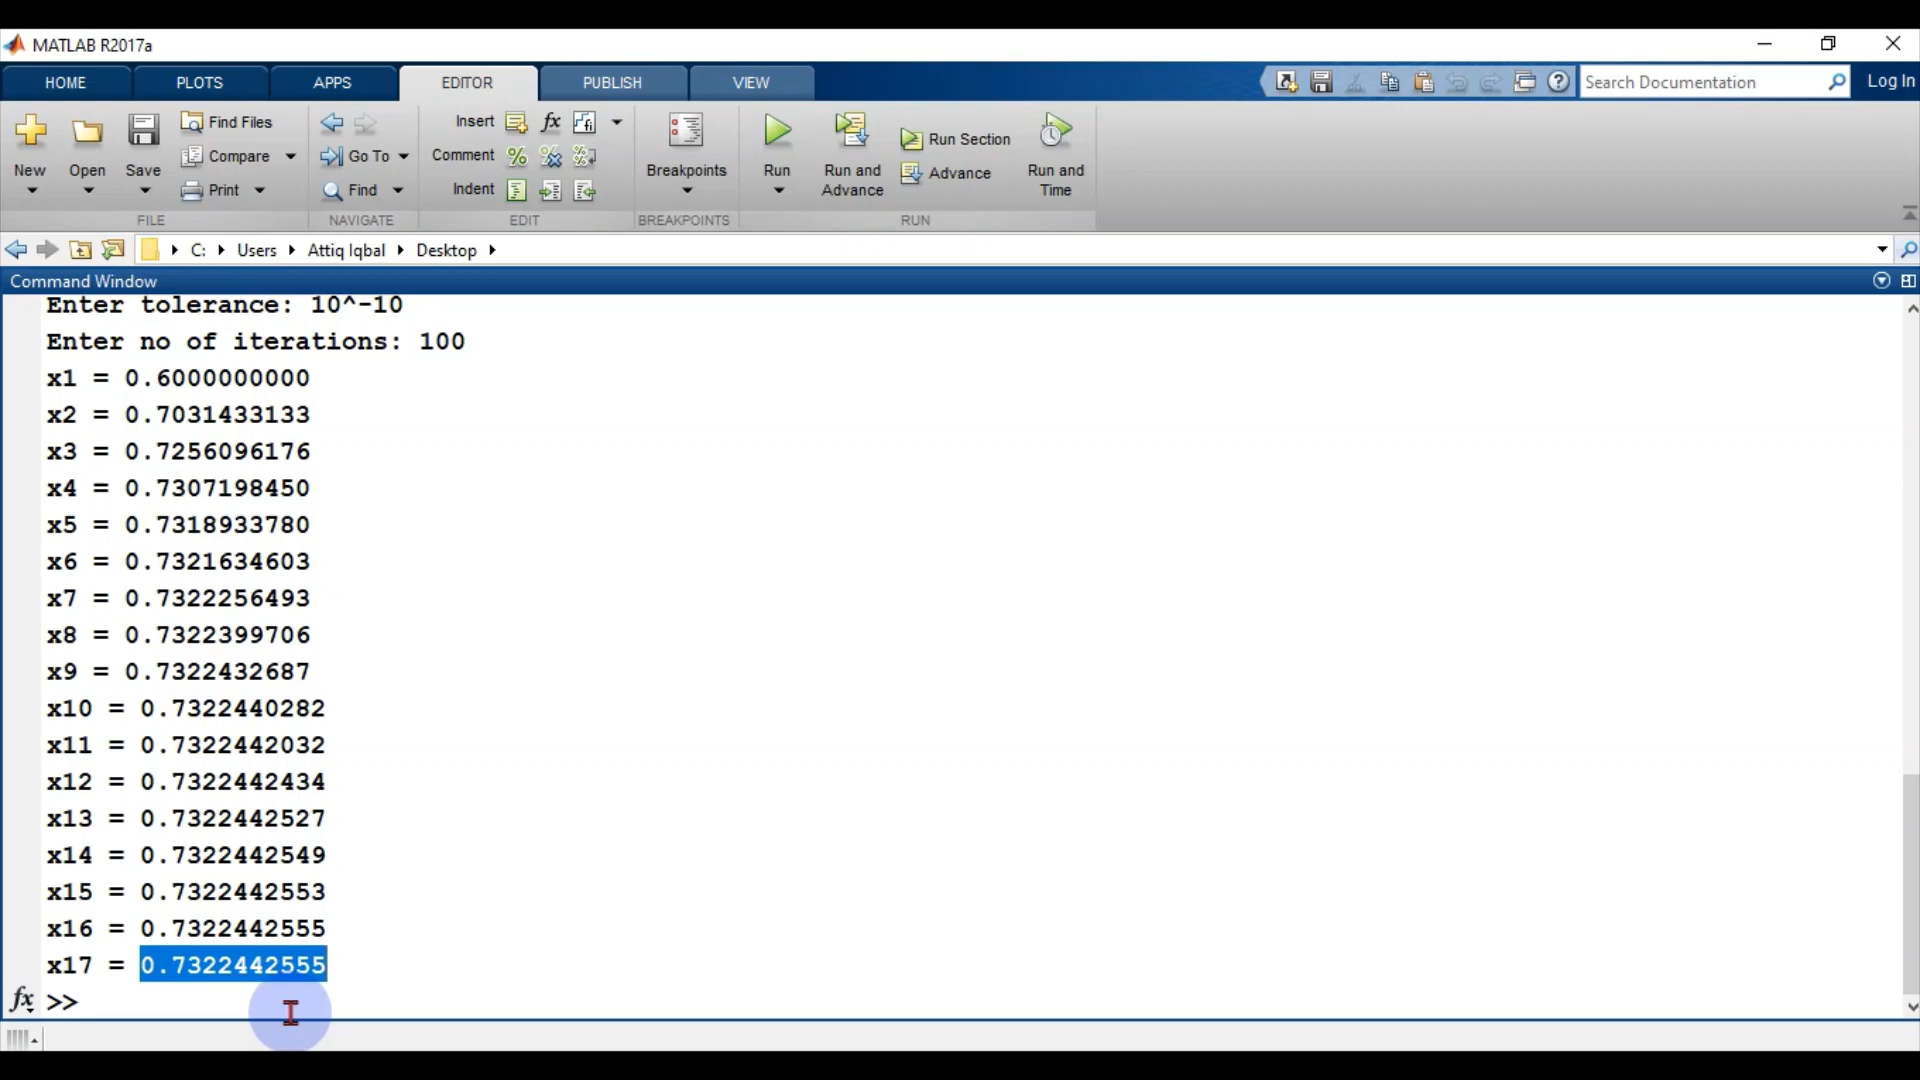 MATLAB R2017a
HOME PLOTS APPS EDITOR PUBLISH VIEW
Search Documentation
Log In
New
Open
Save
Find Files
Compare
Print
FILE
Go To
Find
NAVIGATE
Insert fx
Comment
Indent
EDIT
Breakpoints
BREAKPOINTS
Run
Run and
Advance
Run Section
Advance
Run and
Time
RUN
C: Users Attiq Iqbal Desktop
Command Window
Enter tolerance: 10^-10
Enter no of iterations: 100
x1 = 0.6000000000
x2 = 0.7031433133
x3 = 0.7256096176
x4 = 0.7307198450
x5 = 0.7318933780
x6 = 0.7321634603
x7 = 0.7322256493
x8 = 0.7322399706
x9 = 0.7322432687
x10 = 0.7322440282
x11 = 0.7322442032
x12 = 0.7322442434
x13 = 0.7322442527
x14 = 0.7322442549
x15 = 0.7322442553
x16 = 0.7322442555
x17 = 0.7322442555
fx >>